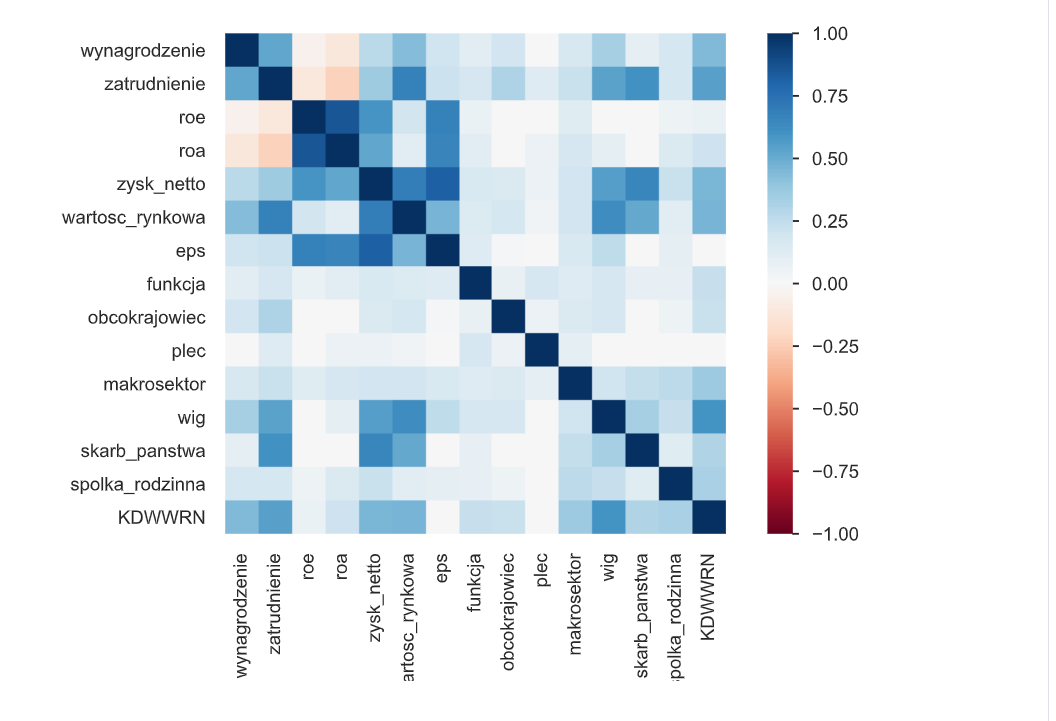 wynagrodzenie
zatrudnienie
roe
roa
zysk_netto
wartosc_rynkowa
eps
funkcja
obcokrajowiec
plec
makrosektor
wig
skarb_panstwa
spolka_rodzinna
KDWWRN
1.00
0.75
0.50
0.25
0.00
−0.25
−0.50
−0.75
−1.00
wynagrodzenie
zatrudnienie
roe
roa
zysk_netto
artosc_rynkowa
eps
funkcja
obcokrajowiec
plec
makrosektor
wig
skarb_panstwa
spolka_rodzinna
KDWWRN